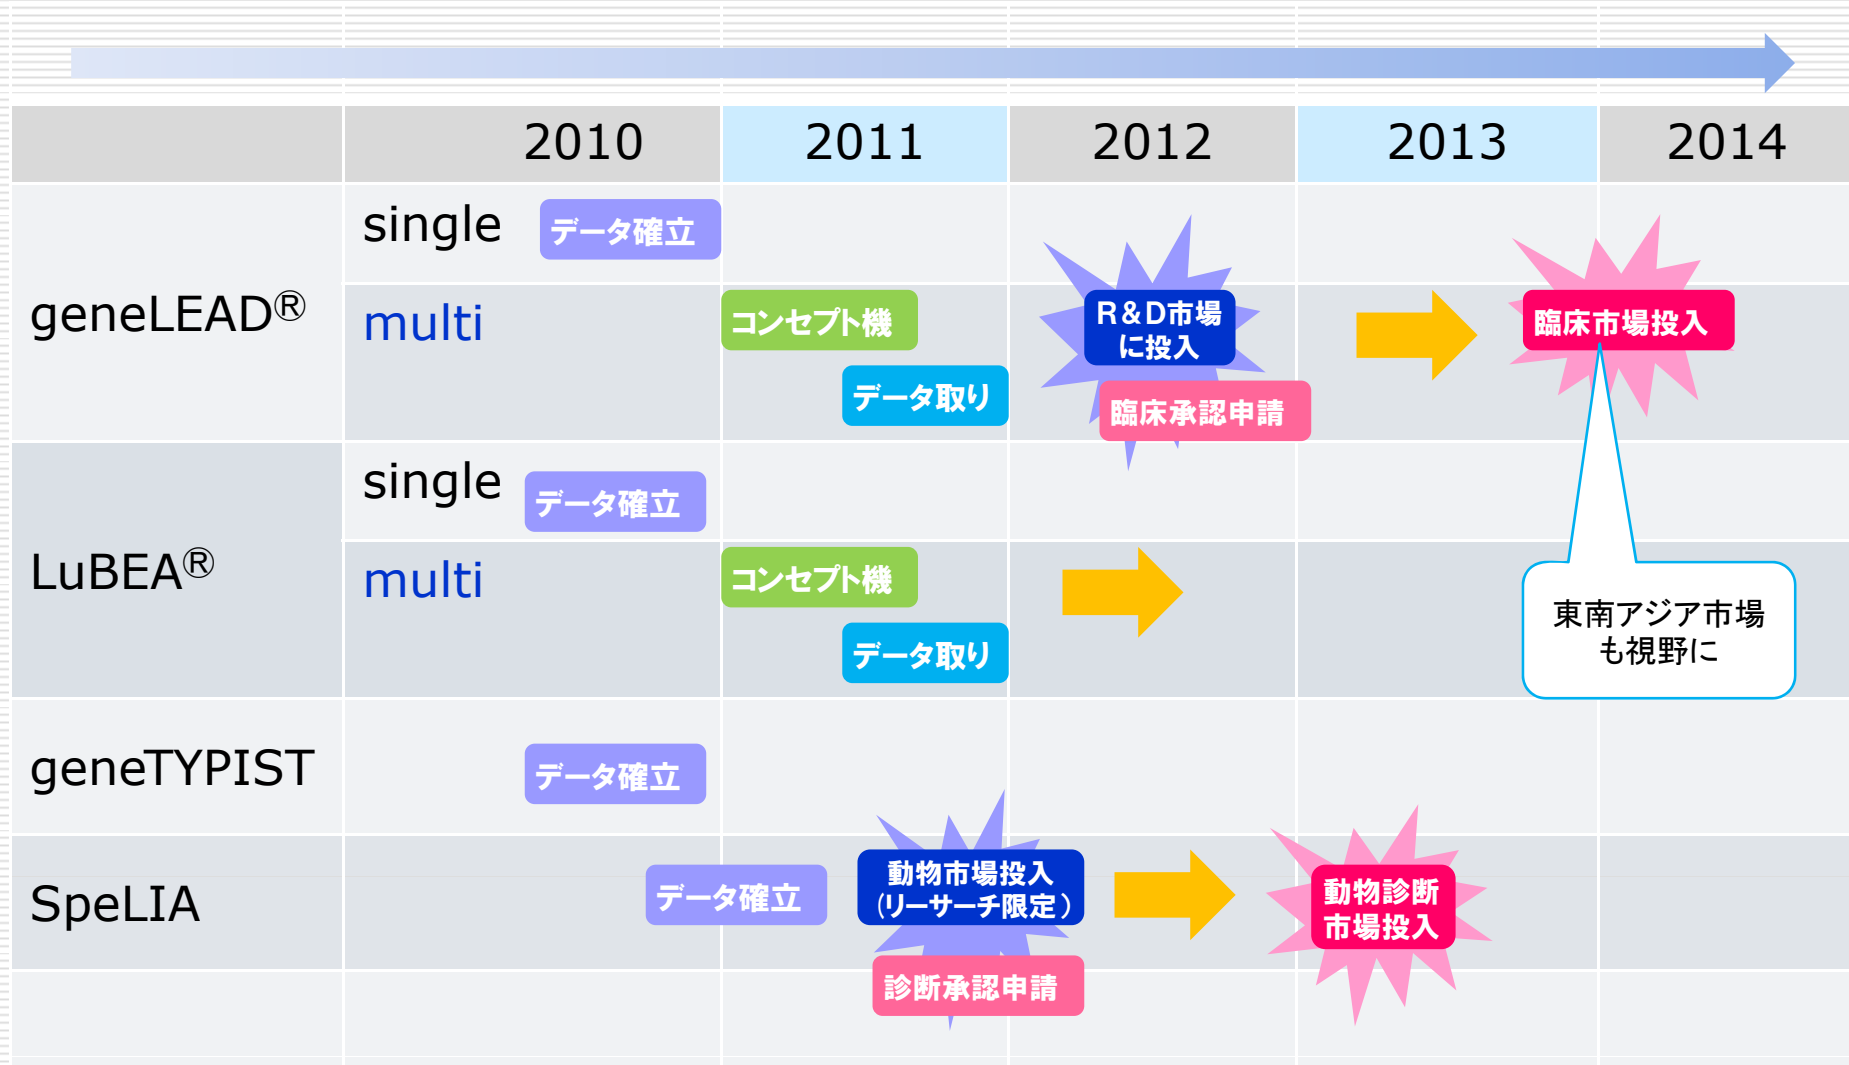 2010
2011
2012
2013
2014
geneLEAD®
single
データ確立
multi
コンセプト機
データ取り
R&D市場
に投入
臨床承認申請
臨床市場投入
東南アジア市場
も視野に
LuBEA®
single
データ確立
multi
コンセプト機
データ取り
geneTYPIST
データ確立
SpeLIA
データ確立
動物市場投入
(リーサーチ限定)
診断承認申請
動物診断
市場投入